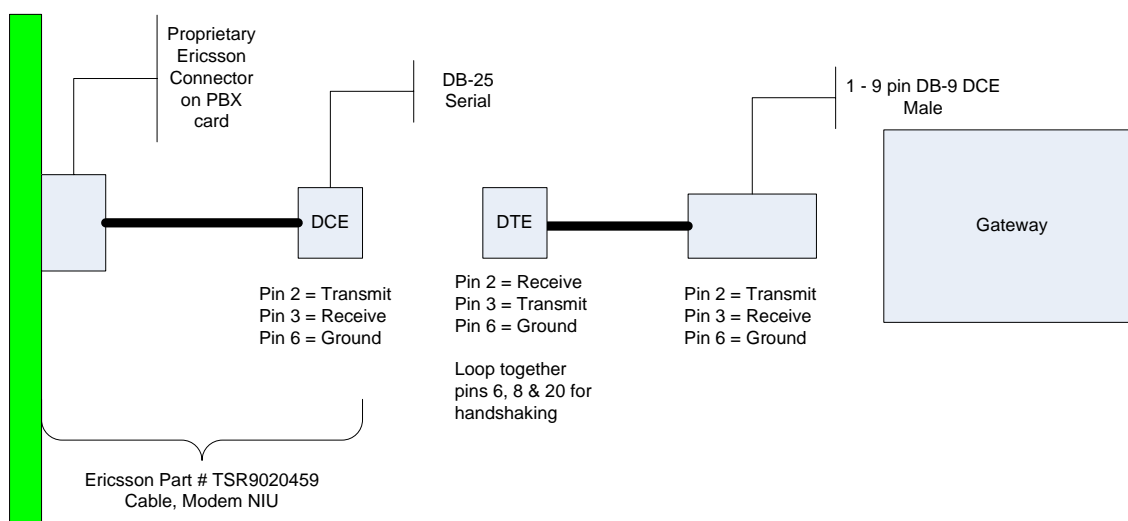 Proprietary
Ericsson
Connector
on PBX
card
DB-25
Serial
1 - 9 pin DB-9 DCE
Male
DCE
DTE
Gateway
Pin 2 = Transmit
Pin 3 = Receive
Pin 6 = Ground
Pin 2 = Receive
Pin 3 = Transmit
Pin 6 = Ground
Loop together
pins 6, 8 & 20 for
handshaking
Pin 2 = Transmit
Pin 3 = Receive
Pin 6 = Ground
Ericsson Part # TSR9020459
Cable, Modem NIU